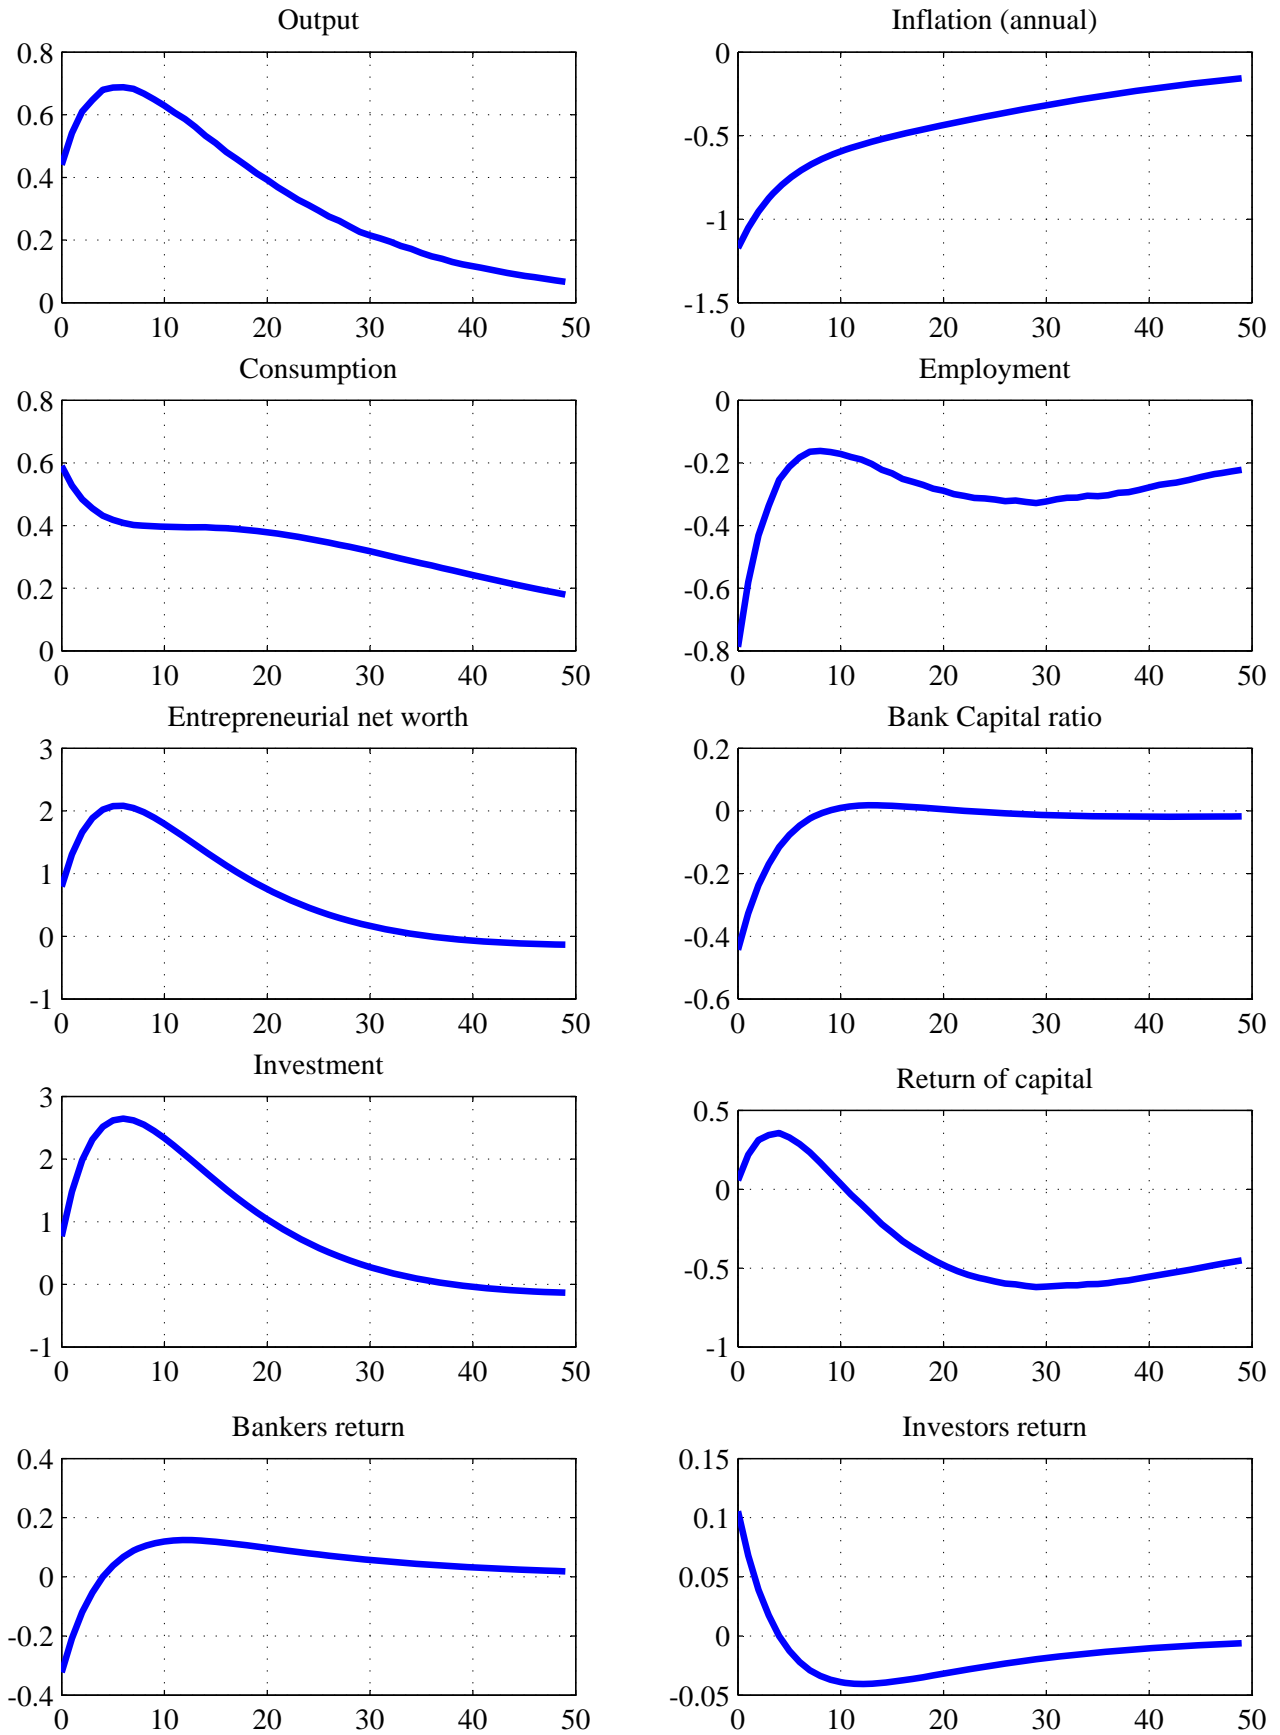 Output
0.8
0.6
0.4
0.2
0
0 10 20 30 40 50
Inflation (annual)
0
-0.5
-1
-1.5
0 10 20 30 40 50
Consumption
0.8
0.6
0.4
0.2
0
0 10 20 30 40 50
Employment
0
-0.2
-0.4
-0.6
-0.8
0 10 20 30 40 50
Entrepreneurial net worth
3
2
1
0
-1
0 10 20 30 40 50
Bank Capital ratio
0.2
0
-0.2
-0.4
-0.6
0 10 20 30 40 50
Investment
3
2
1
0
-1
0 10 20 30 40 50
Return of capital
0.5
0
-0.5
-1
0 10 20 30 40 50
Bankers return
0.4
0.2
0
-0.2
-0.4
0 10 20 30 40 50
Investors return
0.15
0.1
0.05
0
-0.05
0 10 20 30 40 50